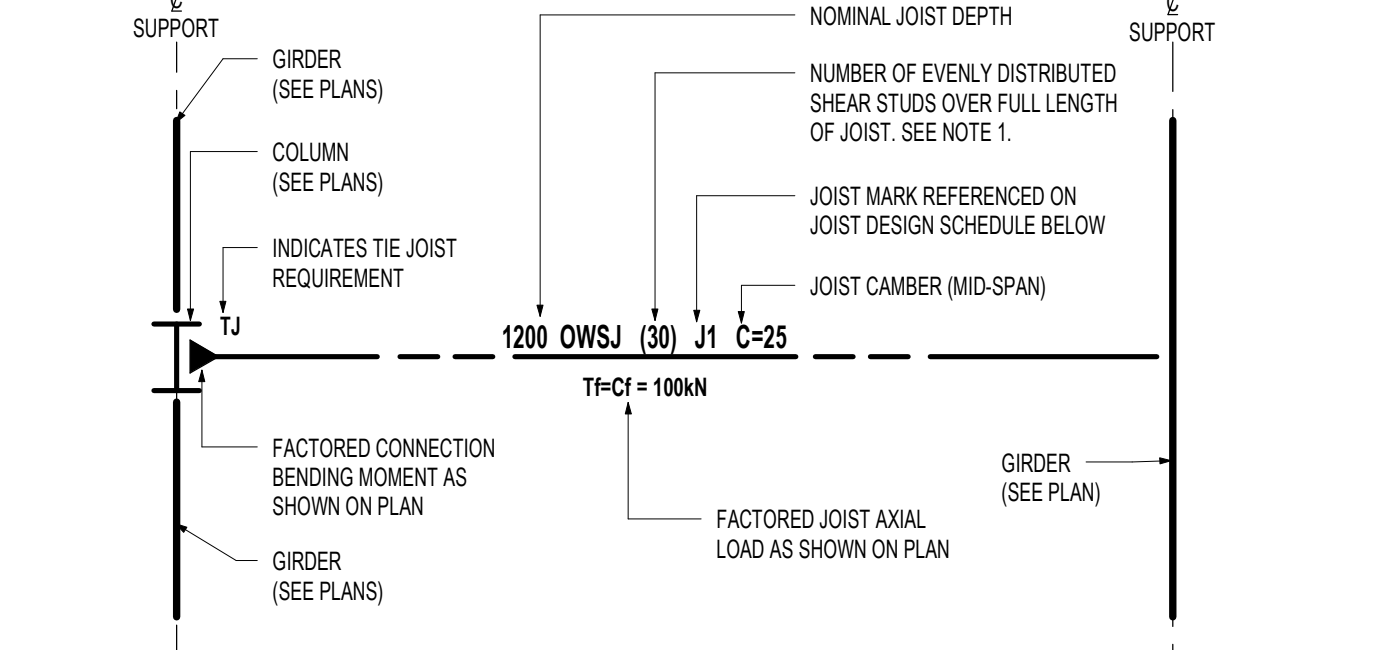 ℄
SUPPORT
GIRDER
(SEE PLANS)
COLUMN
(SEE PLANS)
INDICATES TIE JOIST
REQUIREMENT
TJ
NOMINAL JOIST DEPTH
NUMBER OF EVENLY DISTRIBUTED
SHEAR STUDS OVER FULL LENGTH
OF JOIST. SEE NOTE 1.
JOIST MARK REFERENCED ON
JOIST DESIGN SCHEDULE BELOW
JOIST CAMBER (MID-SPAN)
℄
SUPPORT
1200 OWSJ (30) J1 C=25
Tf=Cf = 100kN
FACTORED CONNECTION
BENDING MOMENT AS
SHOWN ON PLAN
GIRDER
(SEE PLANS)
FACTORED JOIST AXIAL
LOAD AS SHOWN ON PLAN
GIRDER
(SEE PLAN)